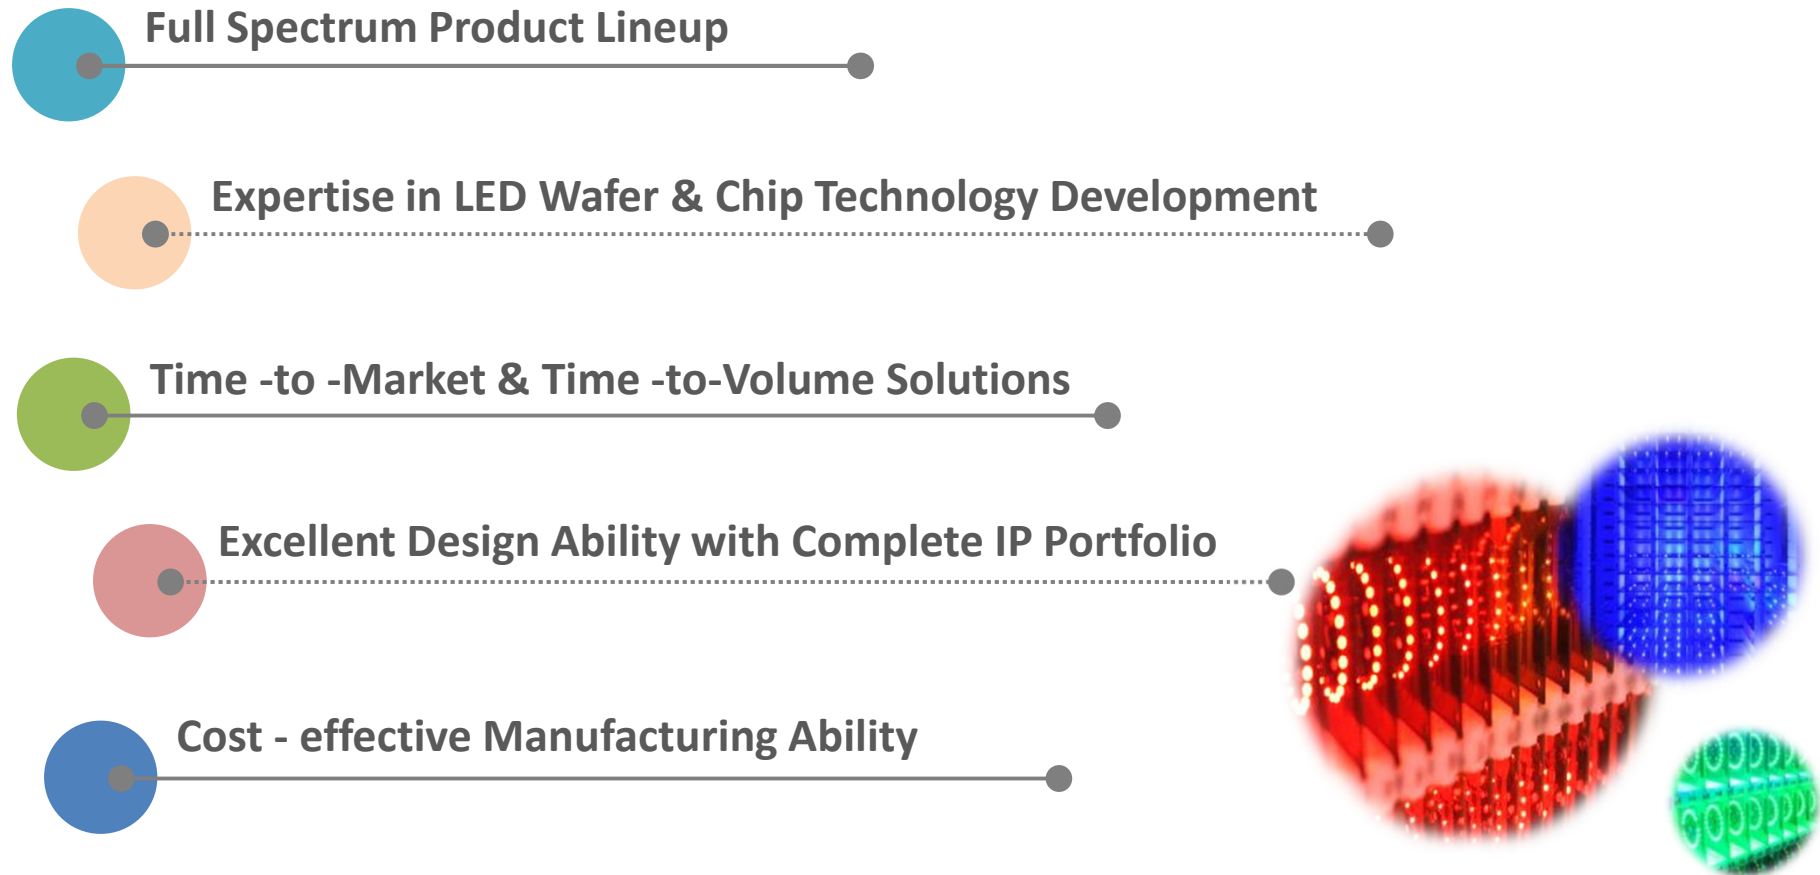 Full Spectrum Product Lineup
Expertise in LED Wafer & Chip Technology Development
Time -to -Market & Time -to-Volume Solutions
Excellent Design Ability with Complete IP Portfolio
Cost - effective Manufacturing Ability